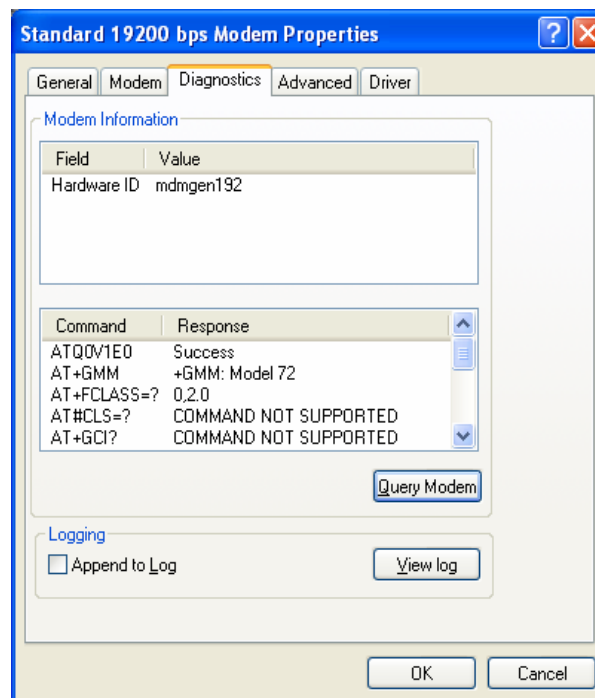 Standard 19200 bps Modem Properties
General Modem Diagnostics Advanced Driver
Modem Information
Field Value
Hardware ID mdmgen192
Command Response
ATQ0V1E0 Success
AT+GMM +GMM: Model 72
AT+FCLASS=? 0,2.0
AT#CLS=? COMMAND NOT SUPPORTED
AT+GCI? COMMAND NOT SUPPORTED
Query Modem
Logging
Append to Log View log
OK Cancel